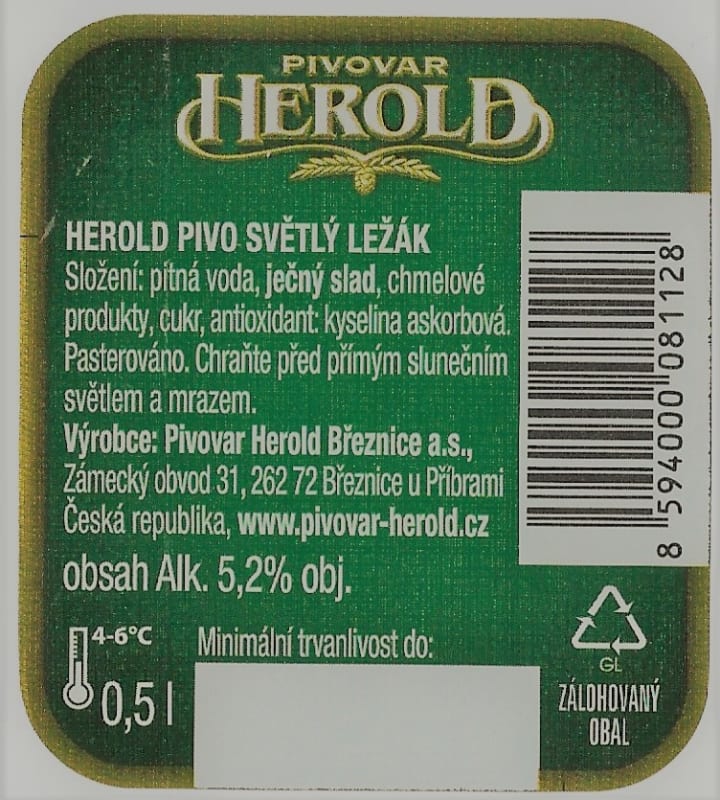 PIVOVAR
HEROLD
HEROLD PIVO SVĚTLÝ LEŽÁK
Složení: pitná voda, ječný slad, chmelové
produkty, cukr, antioxidant: kyselina askorbová.
Pasterováno. Chraňte před přímým slunečním
světlem a mrazem.
Výrobce: Pivovar Herold Březnice a.s.,
Zámecký obvod 31, 262 72 Březnice u Příbrami
Česká republika, www.pivovar-herold.cz
obsah Alk. 5,2% obj.
8 594000 081128
4-6°C
0,5 l
Minimální trvanlivost do:
GL
ZÁLOHOVANÝ
OBAL